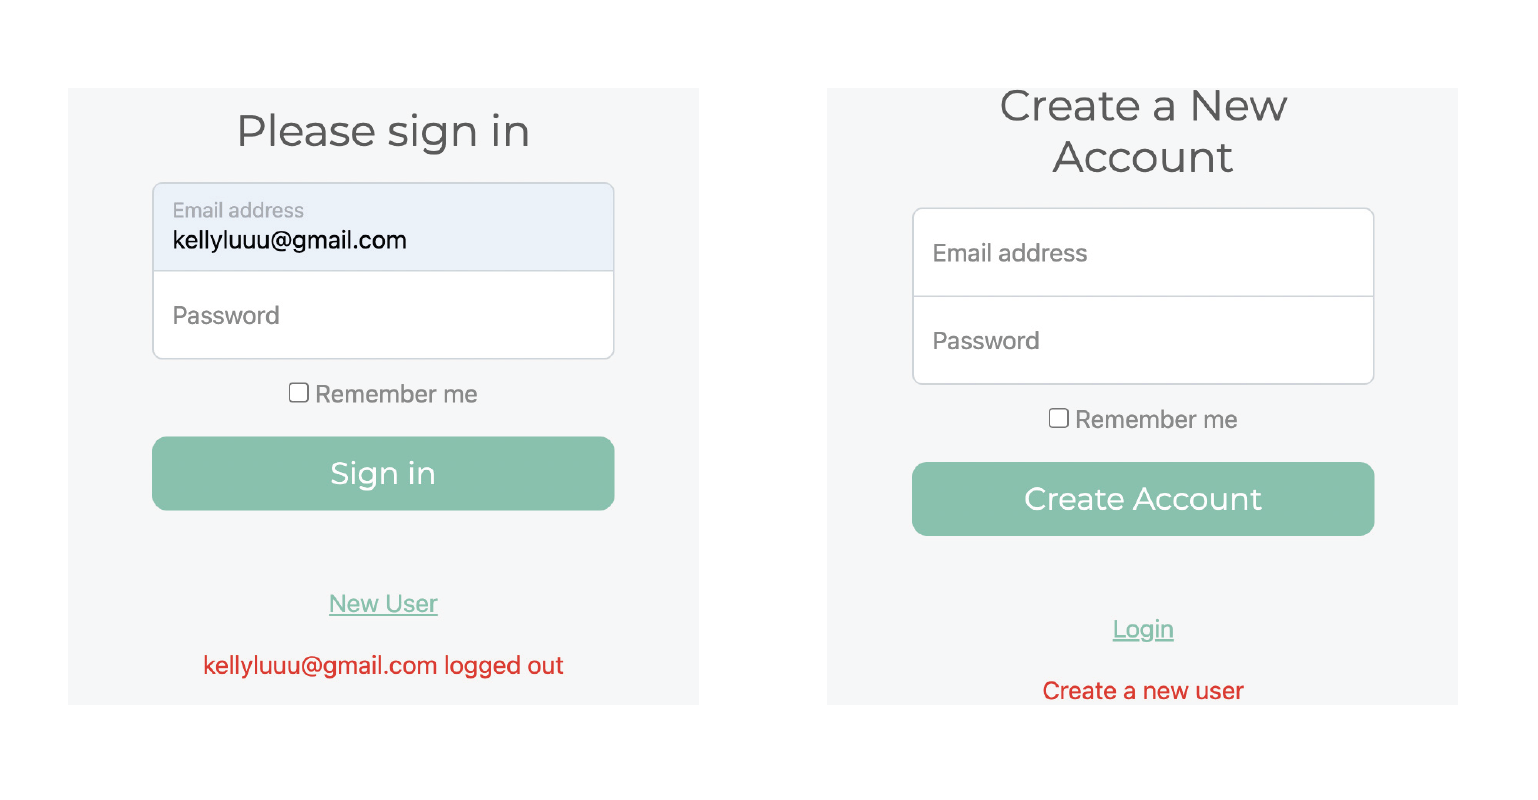 Please sign in
Email address
kellyluuu@gmail.com
Password
Remember me
Sign in
New User
kellyluuu@gmail.com logged out
Create a New
Account
Email address
Password
Remember me
Create Account
Login
Create a new user